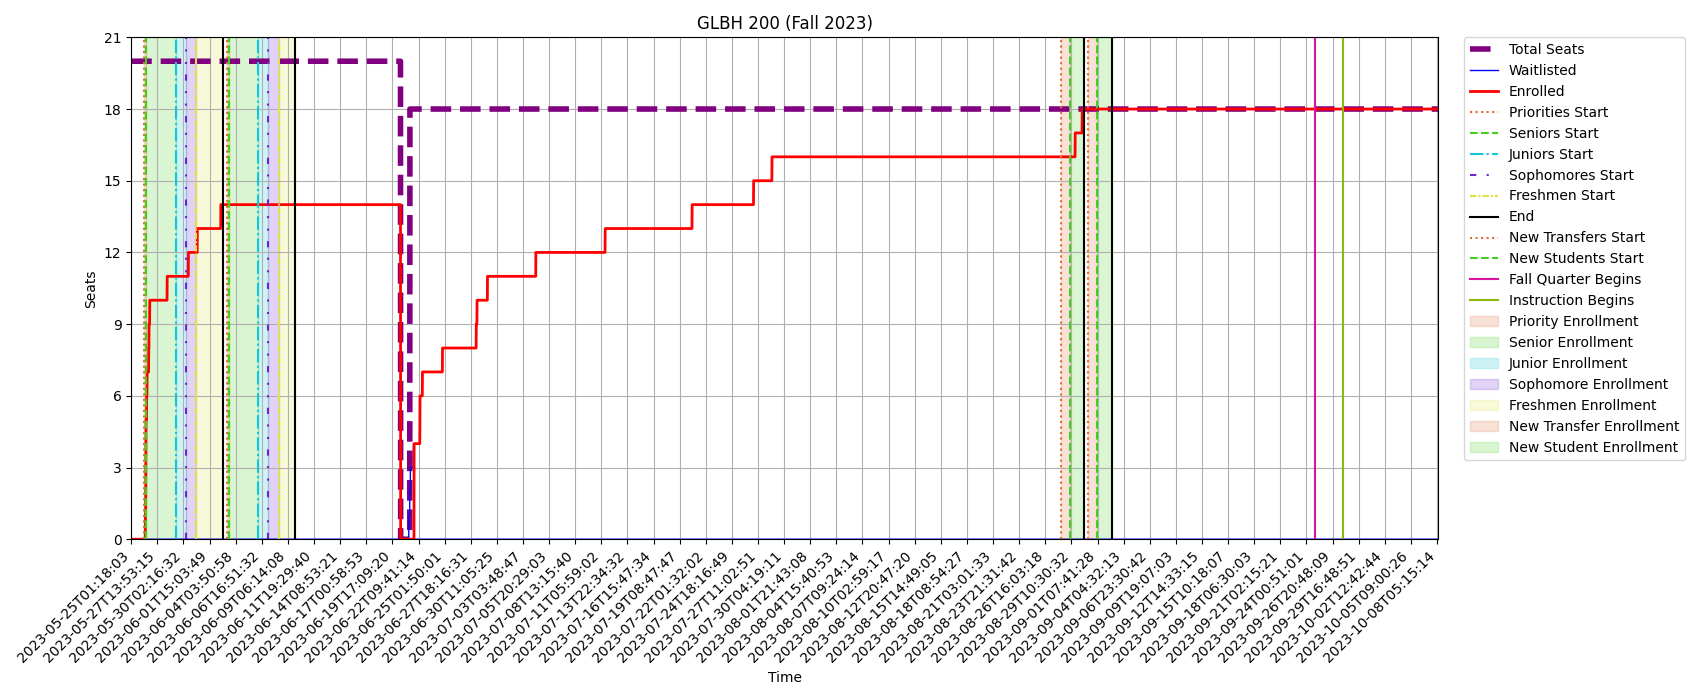 GLBH 200 (Fall 2023)
21
18
15
12
9
6
3
0
Seats
2023-05-25T01:18:03
2023-05-27T13:53:15
2023-05-30T02:16:32
2023-06-01T15:03:49
2023-06-04T03:50:58
2023-06-06T16:51:32
2023-06-09T06:14:08
2023-06-11T19:29:40
2023-06-14T08:53:21
2023-06-17T00:58:53
2023-06-19T17:09:20
2023-06-22T09:41:14
2023-06-25T01:50:01
2023-06-27T18:16:31
2023-06-30T11:05:25
2023-07-03T03:48:47
2023-07-05T20:29:03
2023-07-08T13:15:40
2023-07-11T05:59:02
2023-07-13T22:34:32
2023-07-16T15:47:34
2023-07-19T08:47:47
2023-07-22T01:32:02
2023-07-24T18:16:49
2023-07-27T11:02:51
2023-07-30T04:19:11
2023-08-01T21:43:08
2023-08-04T15:40:53
2023-08-07T09:24:14
2023-08-10T02:59:17
2023-08-12T20:47:20
2023-08-15T14:49:05
2023-08-18T08:54:27
2023-08-21T03:01:33
2023-08-23T21:31:42
2023-08-26T16:03:18
2023-08-29T11:30:32
2023-09-01T07:41:28
2023-09-04T04:32:13
2023-09-06T23:30:42
2023-09-09T19:07:03
2023-09-12T14:33:15
2023-09-15T10:18:07
2023-09-18T06:30:03
2023-09-21T02:15:21
2023-09-24T00:51:01
2023-09-26T20:48:09
2023-09-29T16:48:51
2023-10-02T12:42:44
2023-10-05T09:00:26
2023-10-08T05:15:14
Time
Total Seats
Waitlisted
Enrolled
Priorities Start
Seniors Start
Juniors Start
Sophomores Start
Freshmen Start
End
New Transfers Start
New Students Start
Fall Quarter Begins
Instruction Begins
Priority Enrollment
Senior Enrollment
Junior Enrollment
Sophomore Enrollment
Freshmen Enrollment
New Transfer Enrollment
New Student Enrollment